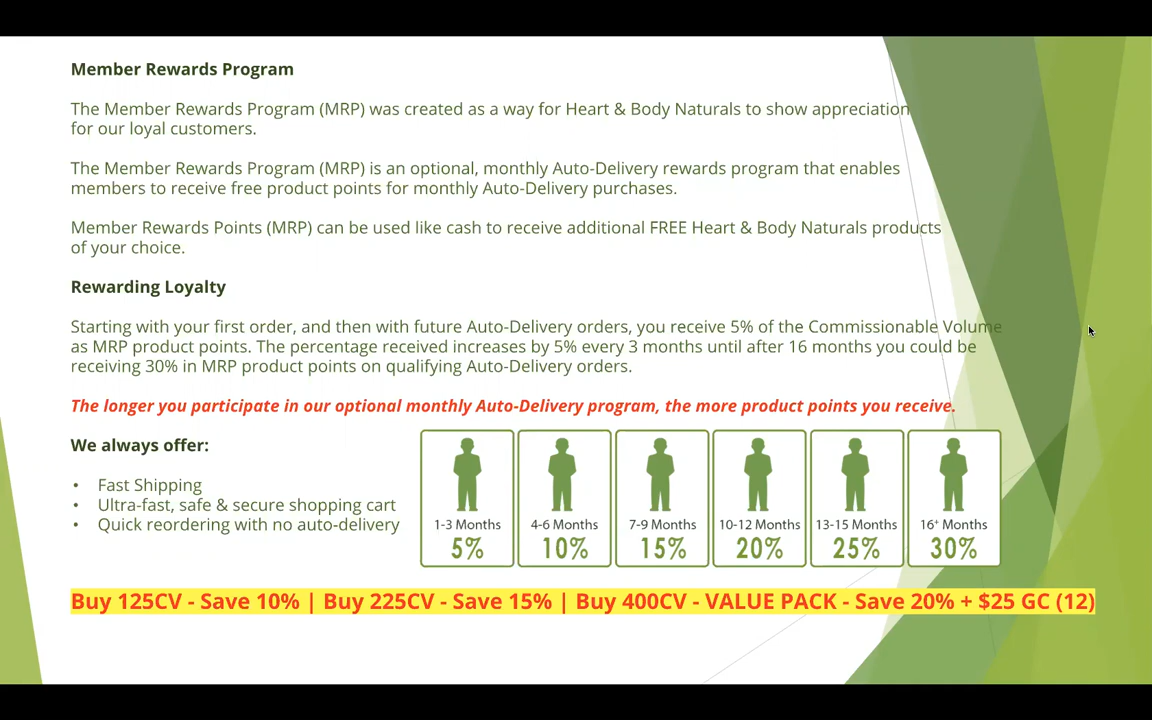 Member Rewards Program
The Member Rewards Program (MRP) was created as a way for Heart & Body Naturals to show appreciation
for our loyal customers.
The Member Rewards Program (MRP) is an optional, monthly Auto-Delivery rewards program that enables
members to receive free product points for monthly Auto-Delivery purchases.
Member Rewards Points (MRP) can be used like cash to receive additional FREE Heart & Body Naturals products
of your choice.
Rewarding Loyalty
Starting with your first order, and then with future Auto-Delivery orders, you receive 5% of the Commissionable Volume
as MRP product points. The percentage received increases by 5% every 3 months until after 16 months you could be
receiving 30% in MRP product points on qualifying Auto-Delivery orders.
The longer you participate in our optional monthly Auto-Delivery program, the more product points you receive.
We always offer:
• Fast Shipping
• Ultra-fast, safe & secure shopping cart
• Quick reordering with no auto-delivery
1-3 Months 4-6 Months 7-9 Months 10-12 Months 13-15 Months 16+ Months
5% 10% 15% 20% 25% 30%
Buy 125CV - Save 10% | Buy 225CV - Save 15% | Buy 400CV - VALUE PACK - Save 20% + $25 GC (12)